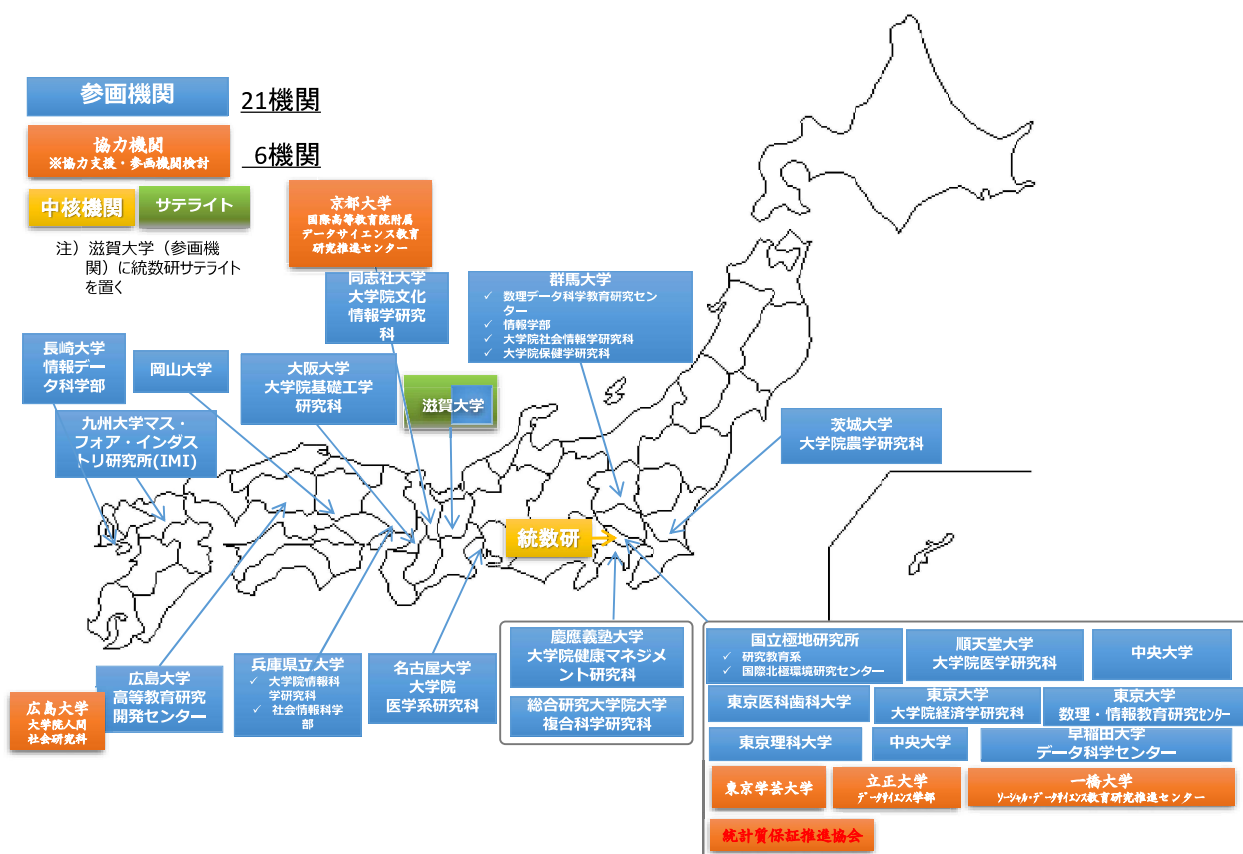 参画機関
21機関
協力機関
※協力支援・参画機関検討
6機関
中核機関
サテライト
注）滋賀大学（参画機
関）に統数研サテライト
を置く
京都大学
国際高等教育院附属
データサイエンス教育
研究推進センター
同志社大学
大学院文化
情報学研究
科
群馬大学
✓ 数理データ科学教育研究セン
ター
✓ 情報学部
✓ 大学院社会情報学研究科
✓ 大学院保健学研究科
長崎大学
情報デー
タ科学部
岡山大学
大阪大学
大学院基礎工学
研究科
滋賀大学
九州大学マス・
フォア・インダス
トリ研究所(IMI)
茨城大学
大学院農学研究科
統数研
広島大学
大学院人間
社会研究科
広島大学
高等教育研究
開発センター
兵庫県立大学
✓ 大学院情報科
学研究科
✓ 社会情報科学
部
名古屋大学
大学院
医学系研究科
慶應義塾大学
大学院健康マネジメ
ント研究科
総合研究大学院大学
複合科学研究科
国立極地研究所
✓ 研究教育系
✓ 国際北極環境研究センター
順天堂大学
大学院医学研究科
中央大学
東京医科歯科大学
東京大学
大学院経済学研究科
東京大学
数理・情報教育研究ｾﾝﾀｰ
東京理科大学
中央大学
早稲田大学
データ科学センター
東京学芸大学
立正大学
ﾃﾞｰﾀｻｲｴﾝｽ学部
一橋大学
ｿｰｼｬﾙ・ﾃﾞｰﾀｻｲｴﾝｽ教育研究推進センター
統計質保証推進協会